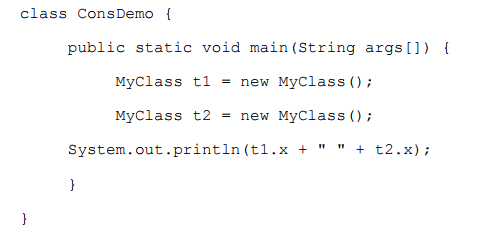 class ConsDemo {
public static void main(String args[]) {
MyClass t1 = new MyClass();
MyClass t2 = new MyClass();
System.out.println(t1.x + " " + t2.x);
}
}